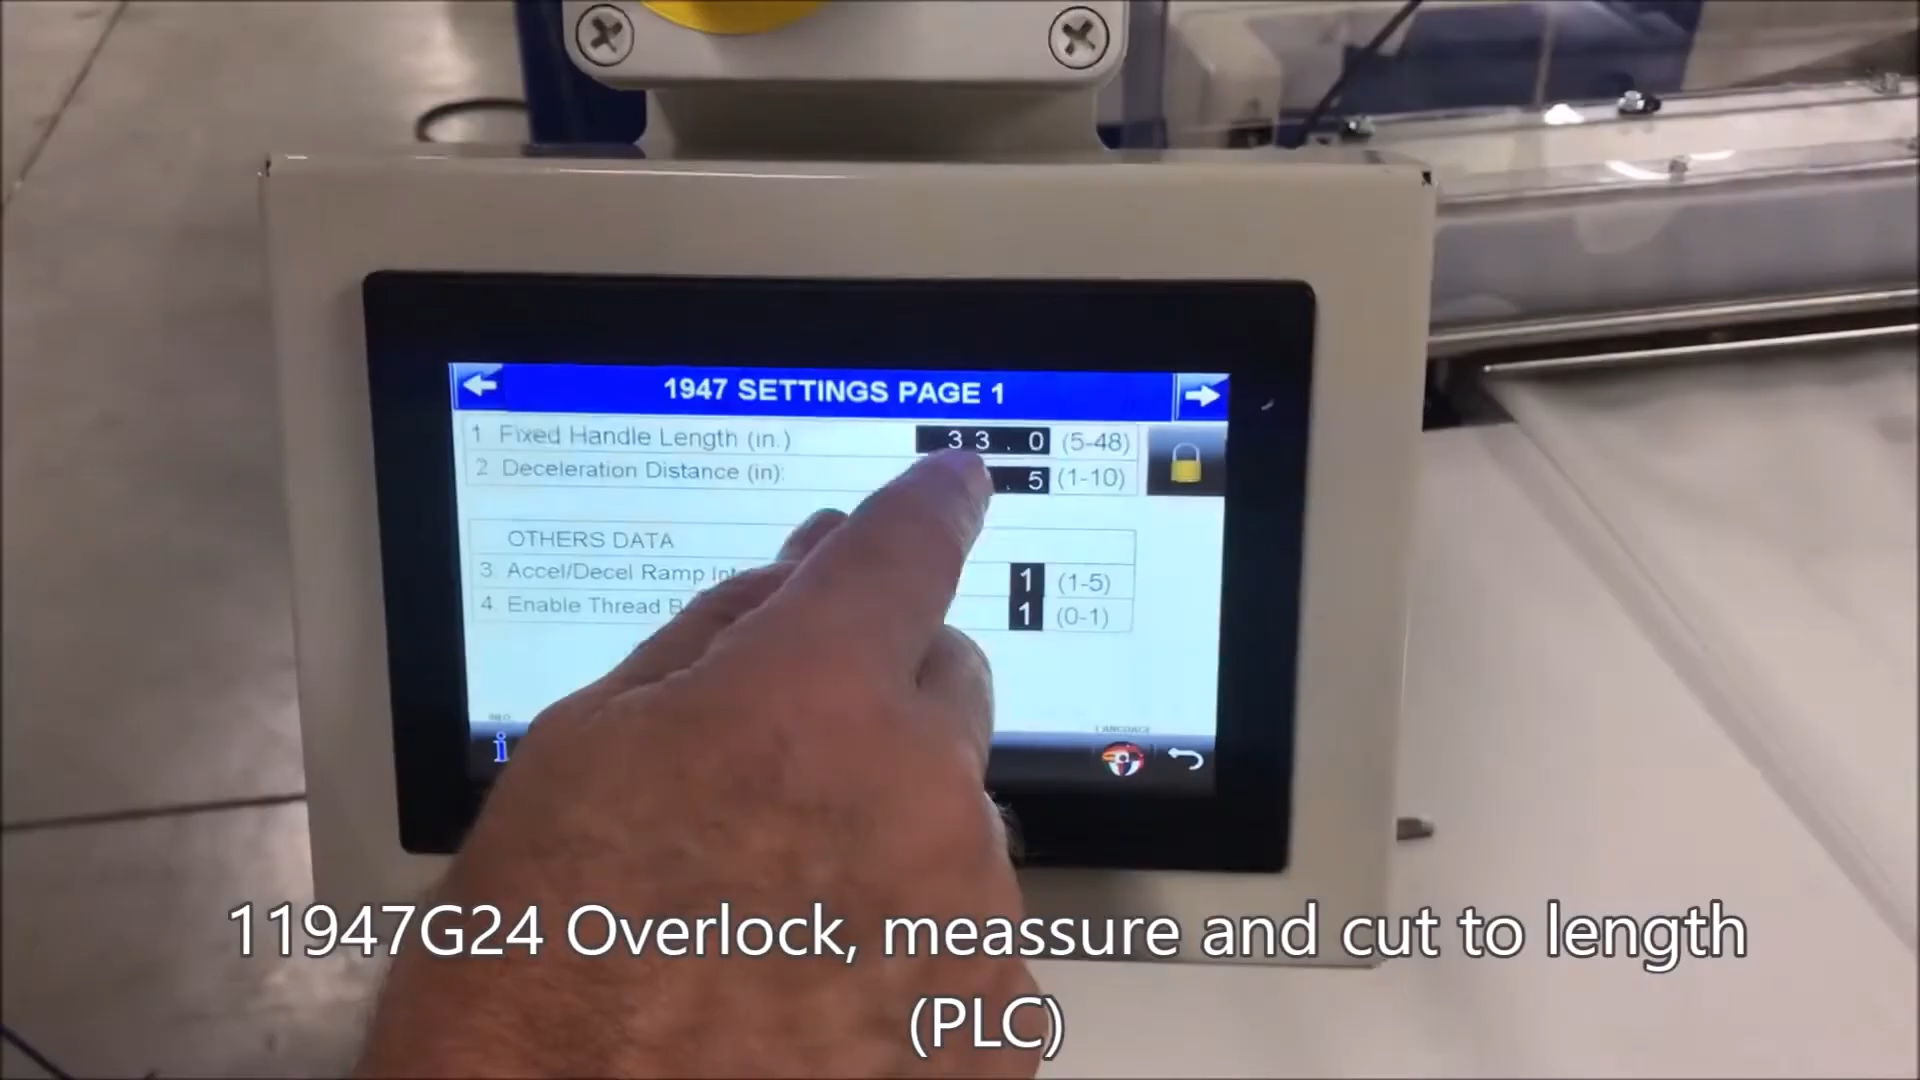 1947 SETTINGS PAGE 1
1 Fixed Handle Length (in.) 33.0 (5-48)
2 Deceleration Distance (in): .5 (1-10)
OTHERS DATA
3. Accel/Decel Ramp 1 (1-5)
4. Enable Thread 1 (0-1)
LANGUAGE
i
11947G24 Overlock, meassure and cut to length
(PLC)